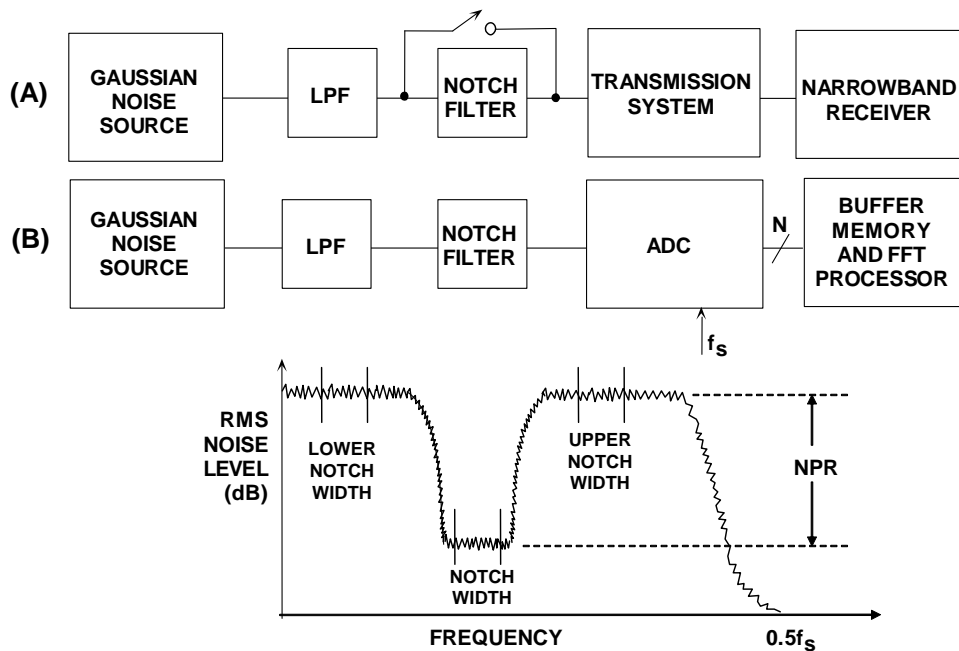 (A)
GAUSSIAN
NOISE
SOURCE
LPF
NOTCH
FILTER
TRANSMISSION
SYSTEM
NARROWBAND
RECEIVER
(B)
GAUSSIAN
NOISE
SOURCE
LPF
NOTCH
FILTER
ADC
N
BUFFER
MEMORY
AND FFT
PROCESSOR
fs
RMS
NOISE
LEVEL
(dB)
LOWER
NOTCH
WIDTH
UPPER
NOTCH
WIDTH
NPR
NOTCH
WIDTH
FREQUENCY
0.5fs